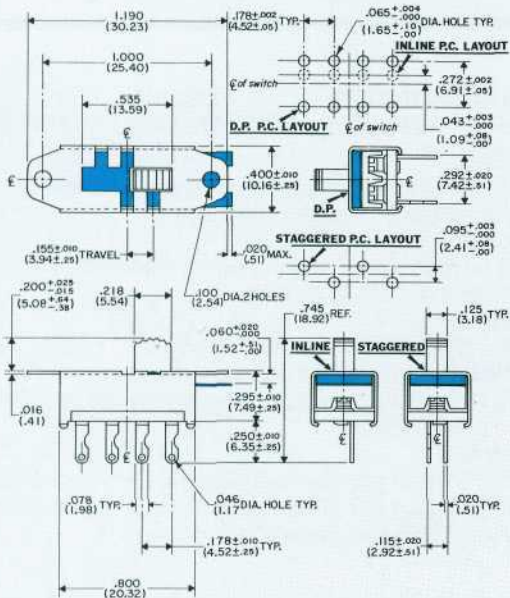 1.190
(30.23)
.178±.002 TYP.
(4.52±.05)
.065+.004 -.000 DIA. HOLE TYP.
(1.65+.10 -.00)
INLINE P.C. LAYOUT
1.000
(25.40)
℄ of switch
.272±.002
(6.91±.05)
.535
(13.59)
.043+.003 -.000
(1.09+.08 -.00)
D.P. P.C. LAYOUT
℄ of switch
℄
℄
℄
.400±.010
(10.16±.25)
.292±.020
(7.42±.51)
D.P.
.095+.003 -.000
(2.41+.08 -.00)
STAGGERED P.C. LAYOUT
.155±.010 TRAVEL
(3.94±.25)
.020 MAX.
(.51)
.200+.025 -.015
(5.08+.64 -.38)
.218
(5.54)
.100 DIA. 2 HOLES
(2.54)
.745 REF.
(18.92)
.125 TYP.
(3.18)
.060+.020 -.000
(1.52+.51 -.00)
INLINE
STAGGERED
.016
(.41)
.295±.010
(7.49±.25)
.250±.010
(6.35±.25)
℄
℄
℄
.078 TYP.
(1.98)
.046 DIA. HOLE TYP.
(1.17
.020 TYP.
(.51)
.178±.010 TYP.
(4.52±.25)
.115±.020
(2.92±.51)
.800
(20.32)